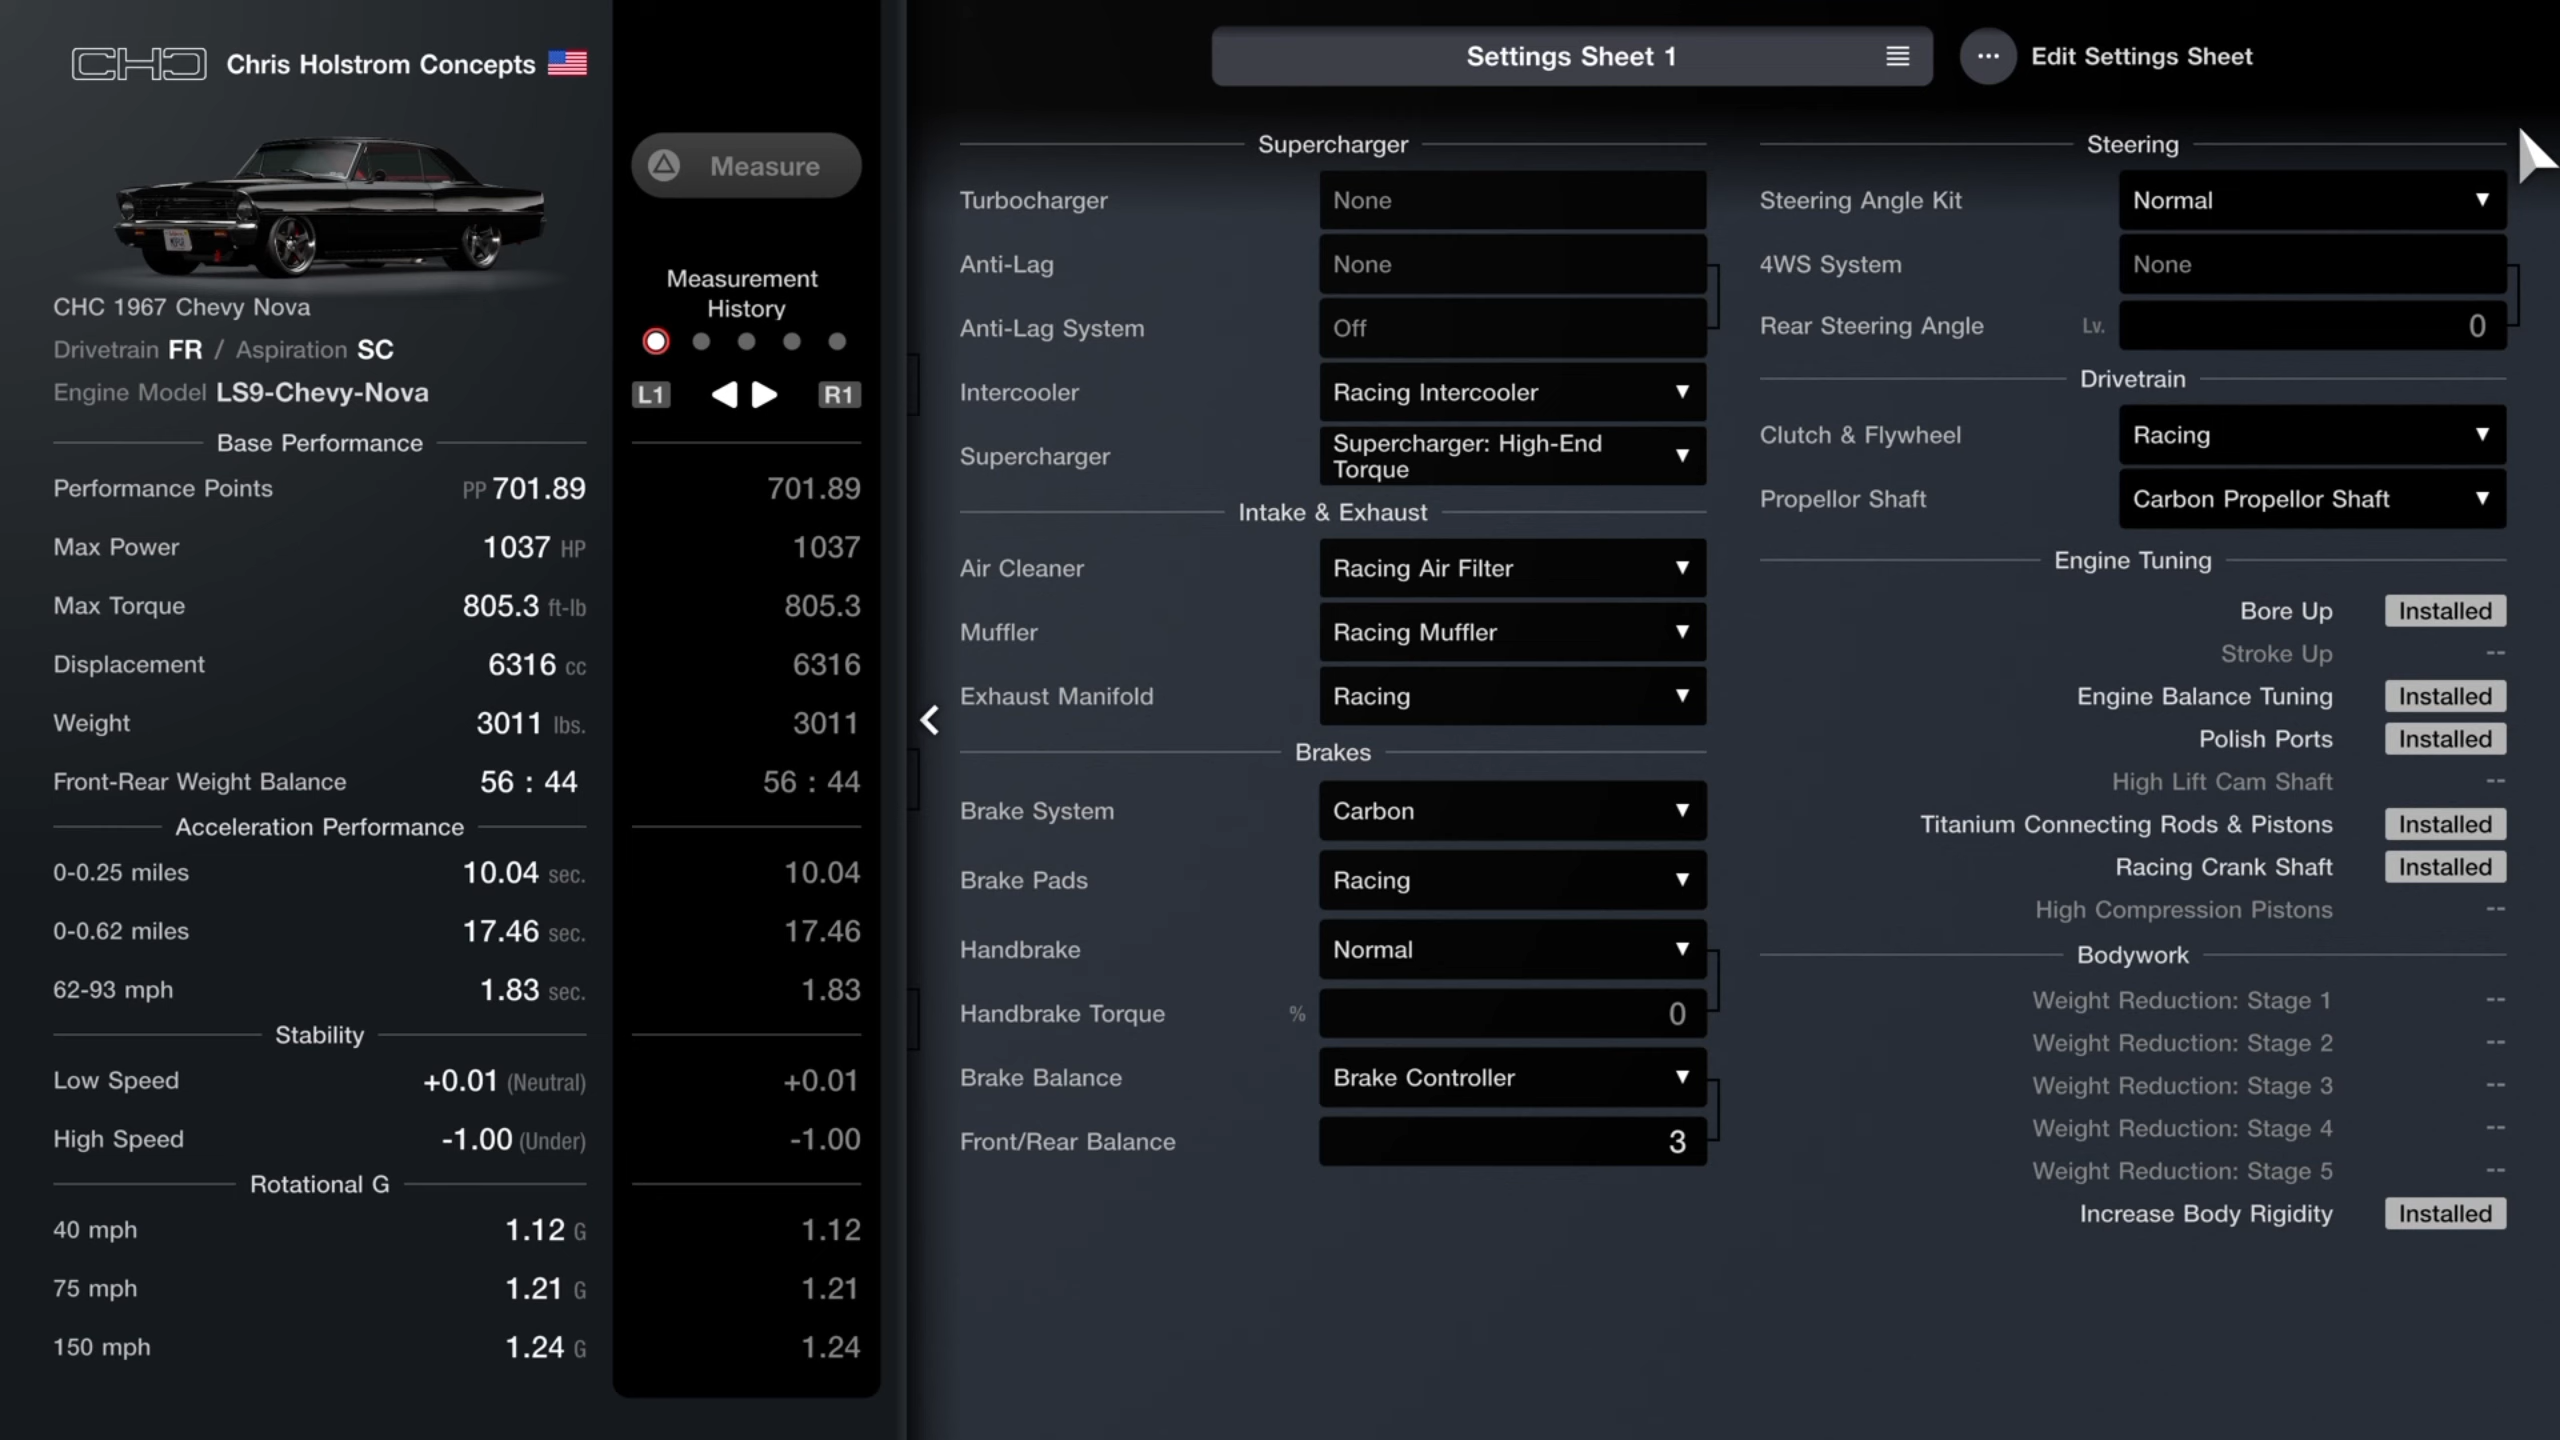 CHC Chris Holstrom Concepts
CHC 1967 Chevy Nova
Drivetrain FR / Aspiration SC
Engine Model LS9-Chevy-Nova
Base Performance
Performance Points PP 701.89
Max Power 1037 HP
Max Torque 805.3 ft-lb
Displacement 6316 cc
Weight 3011 lbs.
Front-Rear Weight Balance 56 : 44
Acceleration Performance
0-0.25 miles 10.04 sec.
0-0.62 miles 17.46 sec.
62-93 mph 1.83 sec.
Stability
Low Speed +0.01 (Neutral)
High Speed -1.00 (Under)
Rotational G
40 mph 1.12 G
75 mph 1.21 G
150 mph 1.24 G
Measure
Measurement
History
L1 R1
701.89
1037
805.3
6316
3011
56 : 44
10.04
17.46
1.83
+0.01
-1.00
1.12
1.21
1.24
Settings Sheet 1
Edit Settings Sheet
Supercharger
Turbocharger None
Anti-Lag None
Anti-Lag System Off
Intercooler Racing Intercooler
Supercharger Supercharger: High-End
Torque
Intake & Exhaust
Air Cleaner Racing Air Filter
Muffler Racing Muffler
Exhaust Manifold Racing
Brakes
Brake System Carbon
Brake Pads Racing
Handbrake Normal
Handbrake Torque % 0
Brake Balance Brake Controller
Front/Rear Balance 3
Steering
Steering Angle Kit Normal
4WS System None
Rear Steering Angle Lv. 0
Drivetrain
Clutch & Flywheel Racing
Propellor Shaft Carbon Propellor Shaft
Engine Tuning
Bore Up Installed
Stroke Up --
Engine Balance Tuning Installed
Polish Ports Installed
High Lift Cam Shaft --
Titanium Connecting Rods & Pistons Installed
Racing Crank Shaft Installed
High Compression Pistons --
Bodywork
Weight Reduction: Stage 1 --
Weight Reduction: Stage 2 --
Weight Reduction: Stage 3 --
Weight Reduction: Stage 4 --
Weight Reduction: Stage 5 --
Increase Body Rigidity Installed